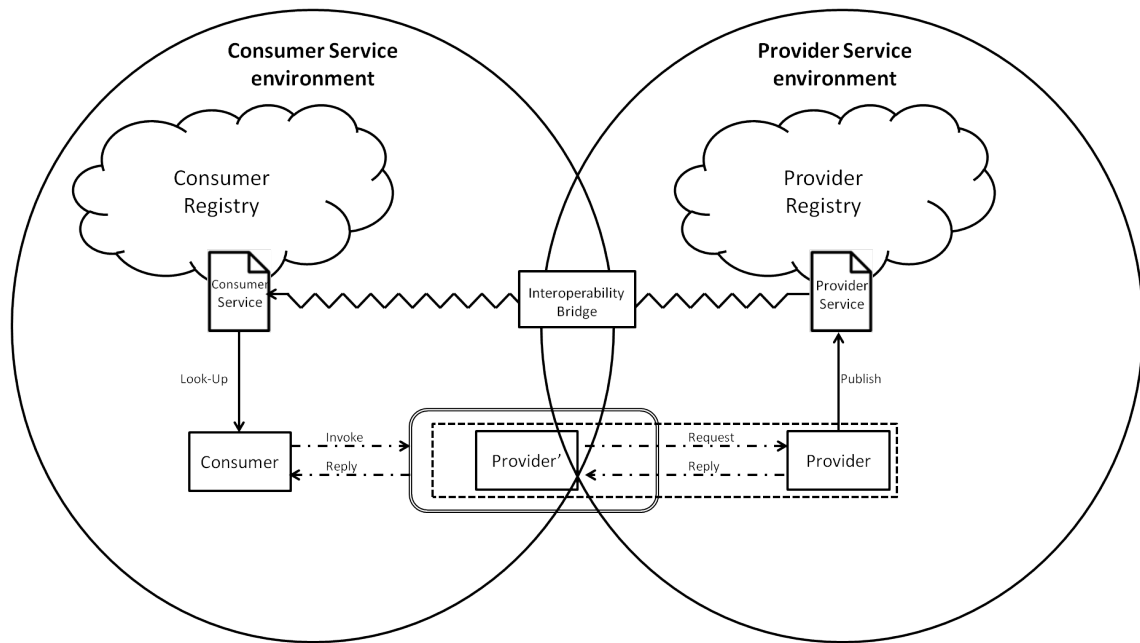 Consumer Service
environment
Provider Service
environment
Consumer
Registry
Provider
Registry
Consumer
Service
Interoperability
Bridge
Provider
Service
Look-Up
Publish
Consumer
Invoke
Reply
Provider’
Request
Reply
Provider